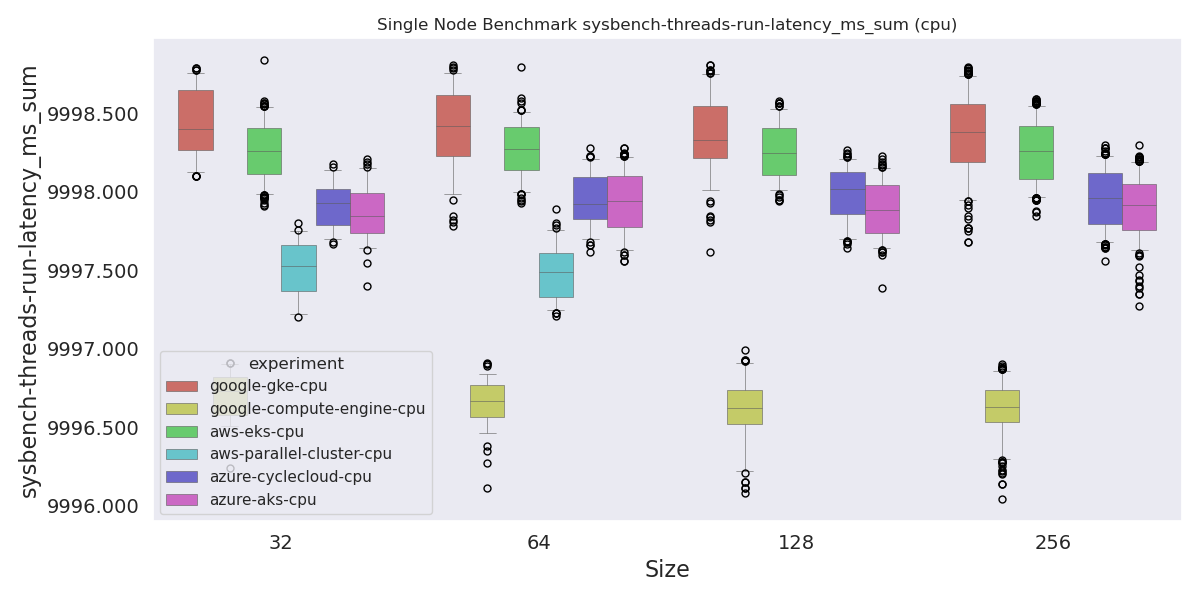 Single Node Benchmark sysbench-threads-run-latency_ms_sum (cpu)
sysbench-threads-run-latency_ms_sum
9998.500
9998.000
9997.500
9997.000
9996.500
9996.000
experiment
google-gke-cpu
google-compute-engine-cpu
aws-eks-cpu
aws-parallel-cluster-cpu
azure-cyclecloud-cpu
azure-aks-cpu
32 64 128 256
Size